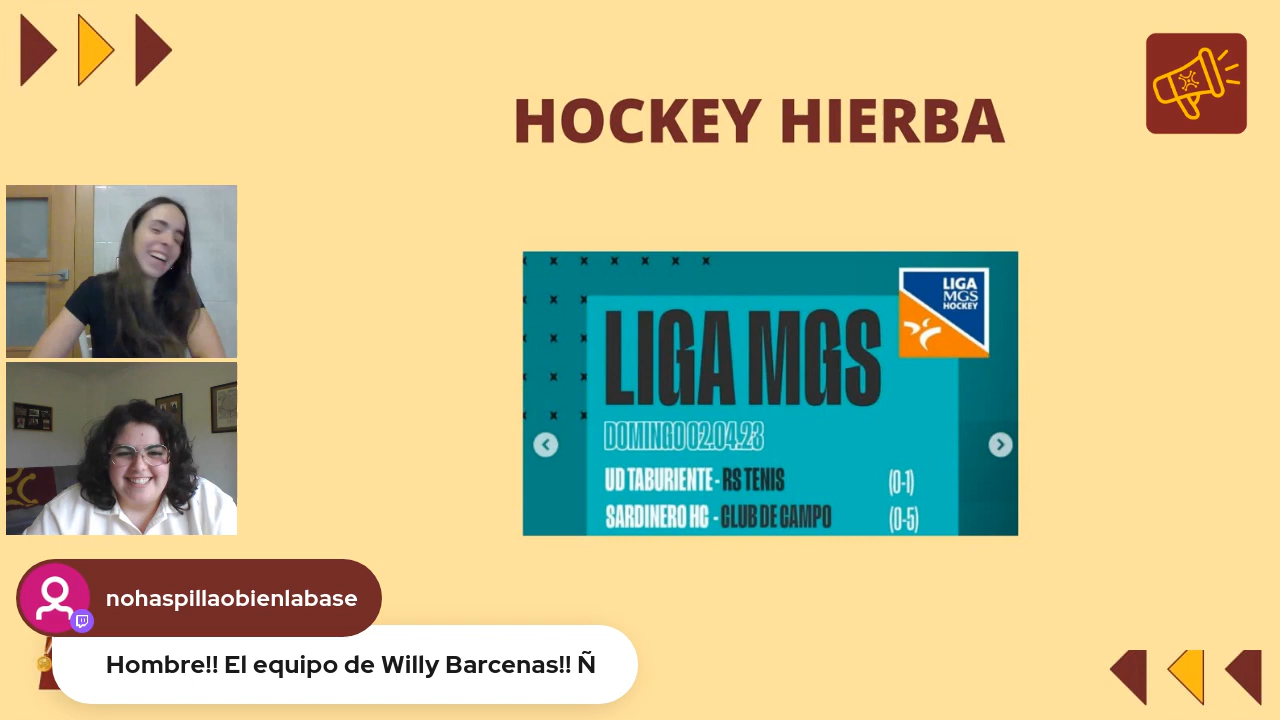 HOCKEY HIERBA
LIGA
MGS
HOCKEY
LIGA MGS
DOMINGO 02.04.23
UD TABURIENTE - RS TENIS (0-1)
SARDINERO HC - CLUB DE CAMPO (0-5)
nohaspillaobienlabase
Hombre!! El equipo de Willy Barcenas!! Ñ